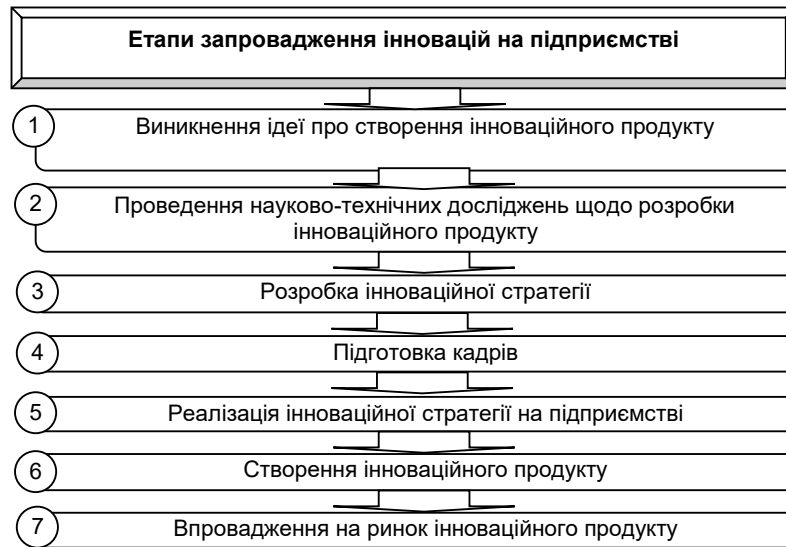 Етапи запровадження інновацій на підприємстві
1
Виникнення ідеї про створення інноваційного продукту
2
Проведення науково-технічних досліджень щодо розробки
інноваційного продукту
3
Розробка інноваційної стратегії
4
Підготовка кадрів
5
Реалізація інноваційної стратегії на підприємстві
6
Створення інноваційного продукту
7
Впровадження на ринок інноваційного продукту